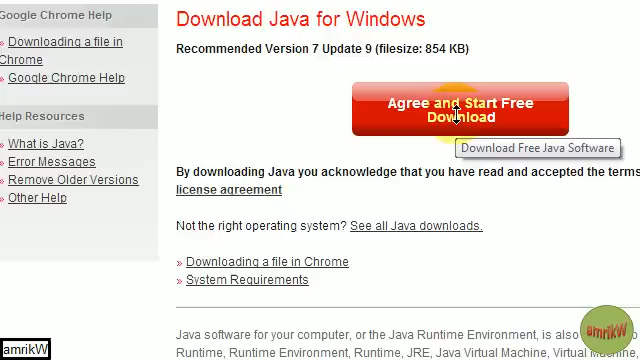 Google Chrome Help
» Downloading a file in
Chrome
» Google Chrome Help
Help Resources
» What is Java?
» Error Messages
» Remove Older Versions
» Other Help
Download Java for Windows
Recommended Version 7 Update 9 (filesize: 854 KB)
Agree and Start Free
Download
Download Free Java Software
By downloading Java you acknowledge that you have read and accepted the terms
license agreement
Not the right operating system? See all Java downloads.
» Downloading a file in Chrome
» System Requirements
Java software for your computer, or the Java Runtime Environment, is also
Runtime, Runtime Environment, Runtime, JRE, Java Virtual Machine, Virtual
amrikW
amrikW